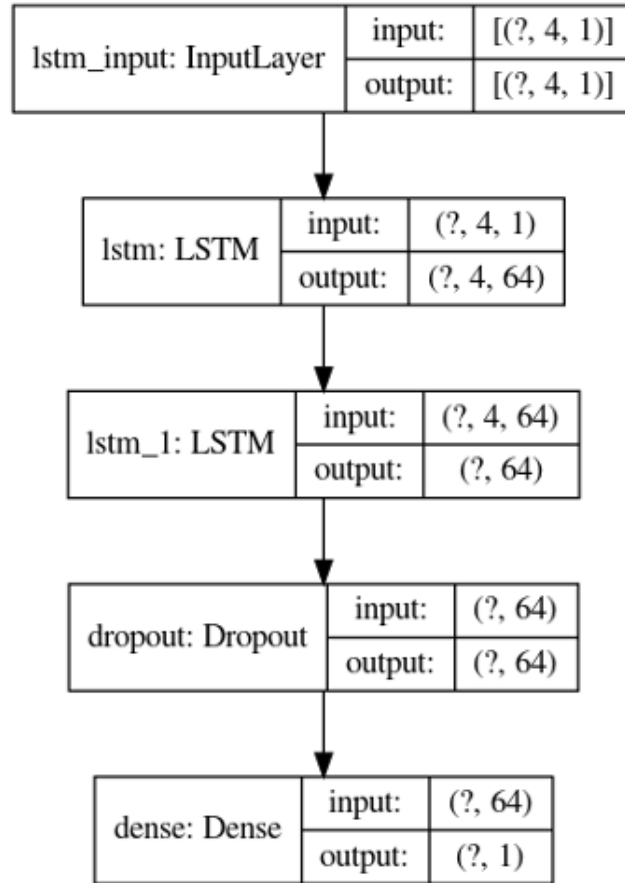 lstm_input: InputLayer
input: [(?, 4, 1)]
output: [(?, 4, 1)]
lstm: LSTM
input: (?, 4, 1)
output: (?, 4, 64)
lstm_1: LSTM
input: (?, 4, 64)
output: (?, 64)
dropout: Dropout
input: (?, 64)
output: (?, 64)
dense: Dense
input: (?, 64)
output: (?, 1)